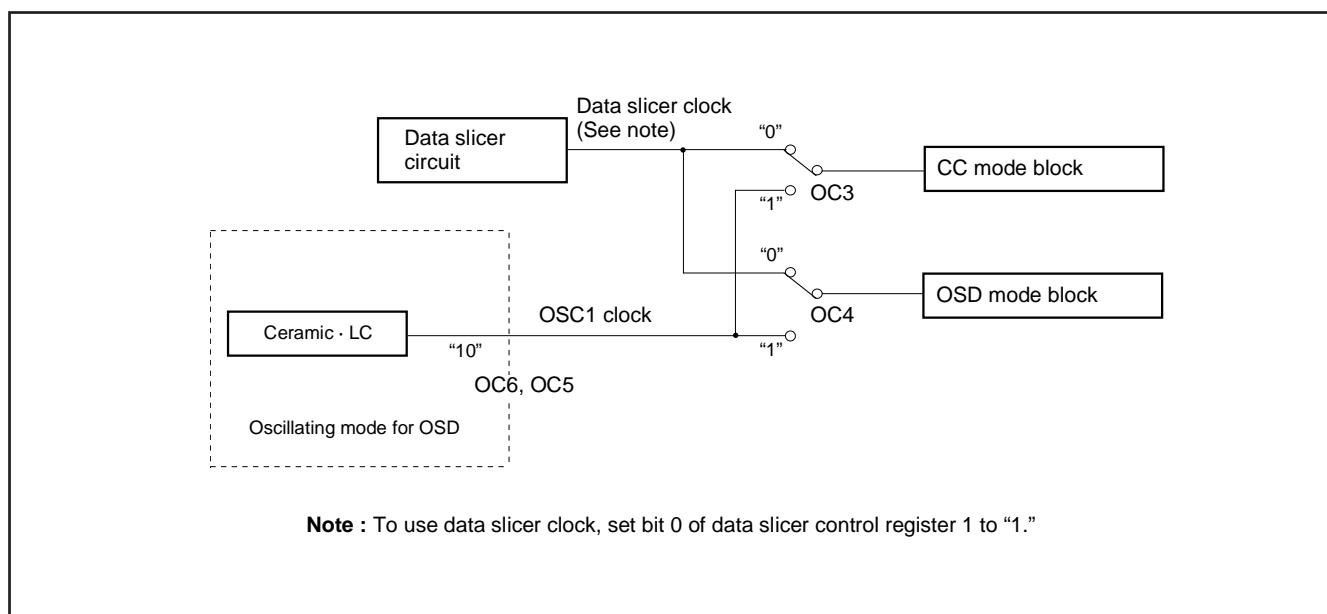 Data slicer clock
(See note)
Data slicer
circuit
“0”
CC mode block
“1”
OC3
“0”
OSD mode block
OC4
OSC1 clock
Ceramic · LC
“10”
“1”
OC6, OC5
Oscillating mode for OSD
Note : To use data slicer clock, set bit 0 of data slicer control register 1 to “1.”